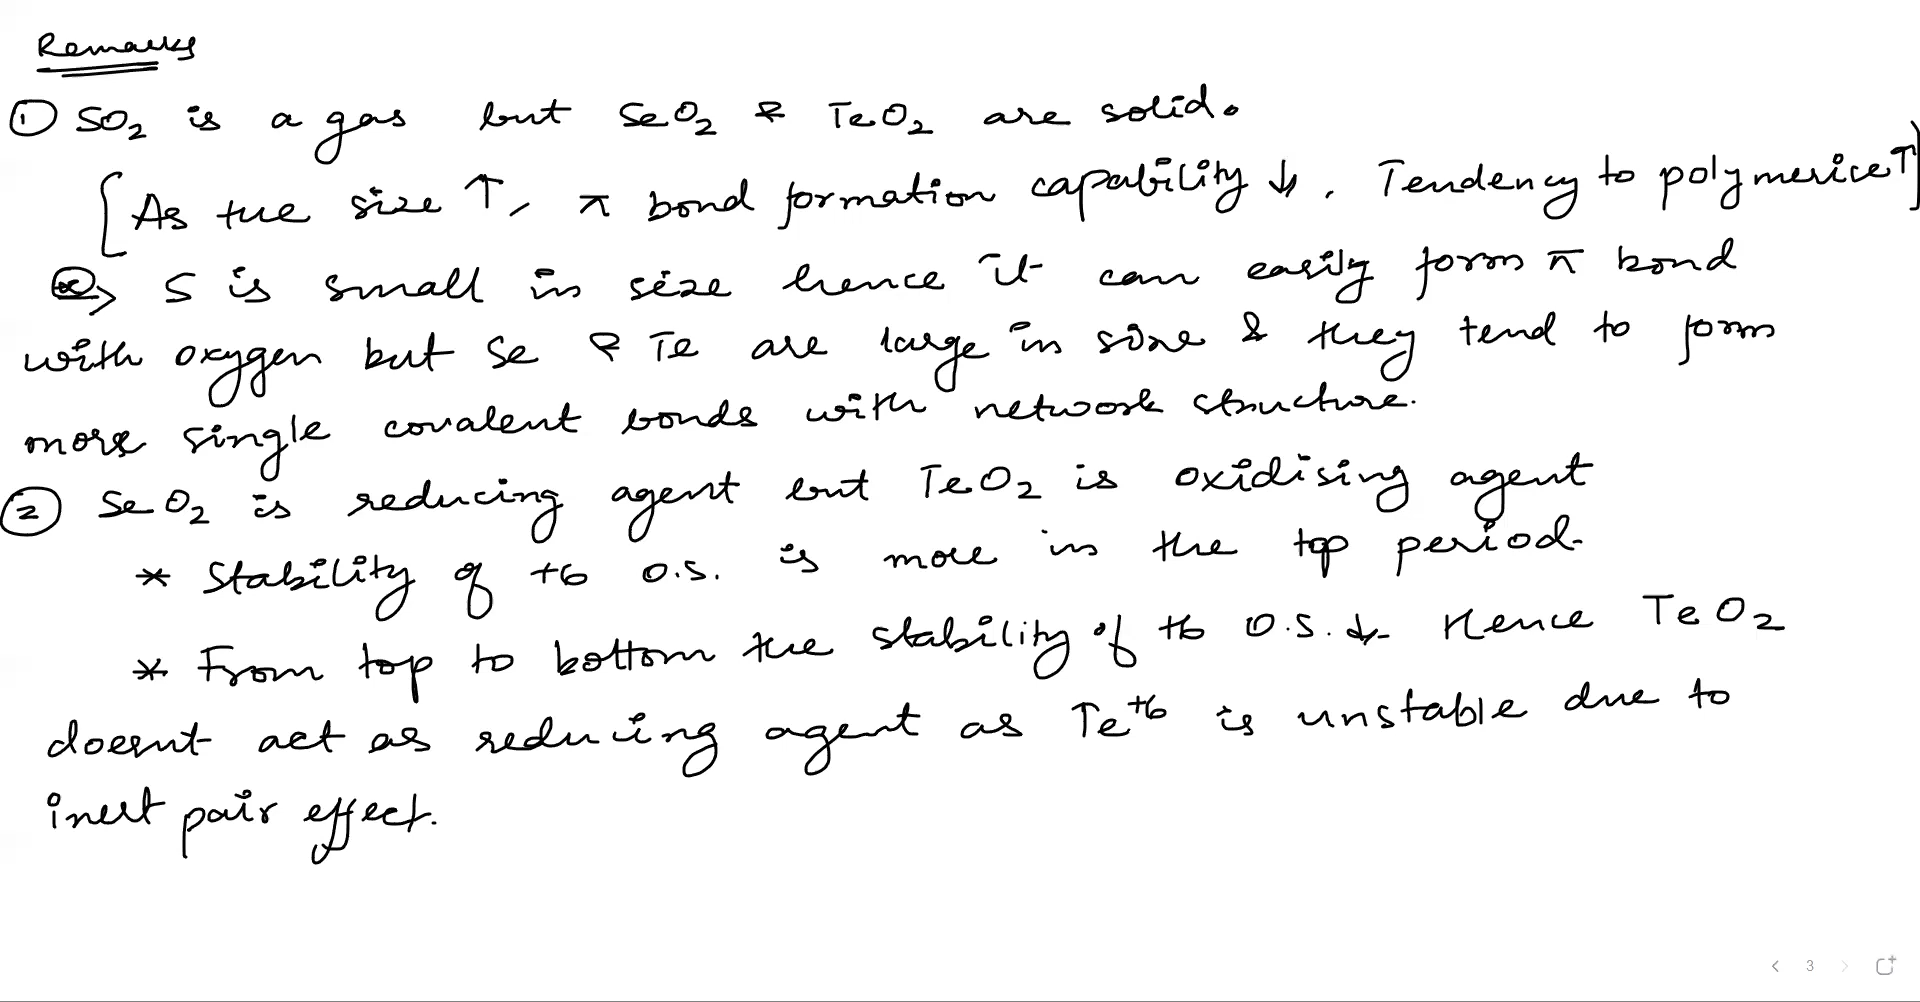 Remarks
① SO₂ is a gas but SeO₂ & TeO₂ are solid.
[As the size ↑, π bond formation capability ↓. Tendency to polymerice ↑]
→ S is small in size hence it can easily form π bond
with oxygen but Se & Te are large in size & they tend to form
more single covalent bonds with network structure.
② SeO₂ is reducing agent but TeO₂ is oxidising agent
* Stability of +6 O.S. is more in the top period.
* From top to bottom the stability of +6 O.S. ↓. Hence TeO₂
doesnt act as reducing agent as Te⁺⁶ is unstable due to
inert pair effect.
3